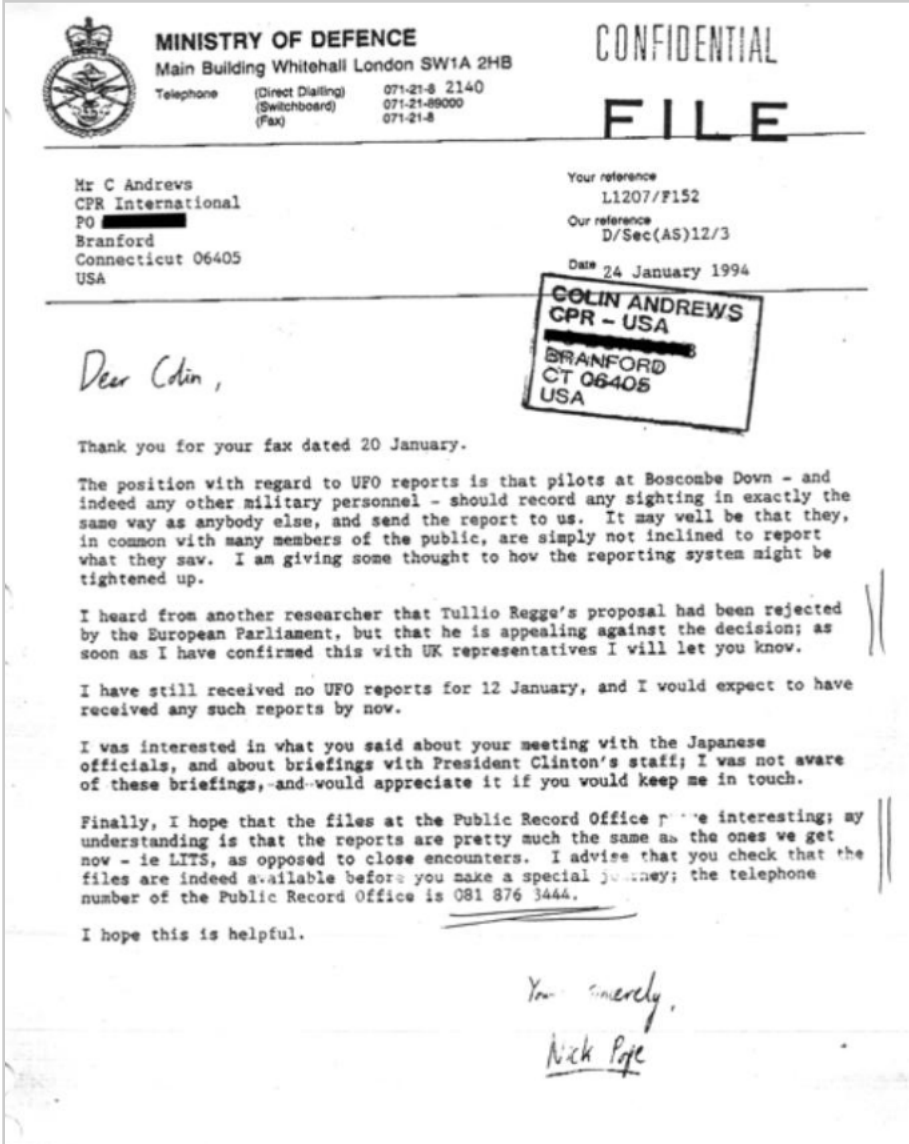 MINISTRY OF DEFENCE
Main Building Whitehall London SW1A 2HB
Telephone (Direct Dialling) 071-21-8 2140
(Switchboard) 071-21-89000
(Fax) 071-21-8
CONFIDENTIAL
FILE
Mr C Andrews
CPR International
PO
Branford
Connecticut 06405
USA
Your reference
L1207/F152
Our reference
D/Sec(AS)12/3
Date 24 January 1994
COLIN ANDREWS
CPR - USA
BRANFORD
CT 06405
USA
Dear Colin,
Thank you for your fax dated 20 January.
The position with regard to UFO reports is that pilots at Boscombe Down - and
indeed any other military personnel - should record any sighting in exactly the
same way as anybody else, and send the report to us. It may well be that they,
in common with many members of the public, are simply not inclined to report
what they saw. I am giving some thought to how the reporting system might be
tightened up.
I heard from another researcher that Tullio Regge's proposal had been rejected
by the European Parliament, but that he is appealing against the decision; as
soon as I have confirmed this with UK representatives I will let you know.
I have still received no UFO reports for 12 January, and I would expect to have
received any such reports by now.
I was interested in what you said about your meeting with the Japanese
officials, and about briefings with President Clinton's staff; I was not aware
of these briefings, and would appreciate it if you would keep me in touch.
Finally, I hope that the files at the Public Record Office interesting; my
understanding is that the reports are pretty much the same as the ones we get
now - ie LITS, as opposed to close encounters. I advise that you check that the
files are indeed available before you make a special journey; the telephone
number of the Public Record Office is 081 876 3444.
I hope this is helpful.
Yours sincerely,
Nick Pope